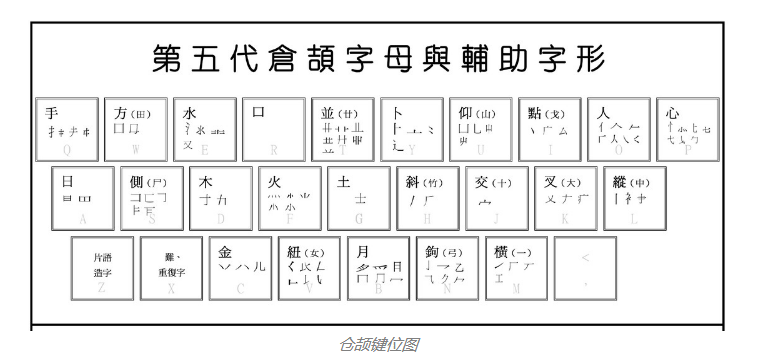 第五代倉頡字母與輔助字形
手 方(田) 水 口 並(廿) 卜 仰(山) 點(戈) 人 心
Q W E R T Y U I O P
日 側(尸) 木 火 土 斜(竹) 交(十) 叉(大) 縱(中)
A S D F G H J K L
片語 難、 金 紐(女) 月 鉤(弓) 橫(一) <
造字 重復字
Z X C V B N M ,
仓颉键位图